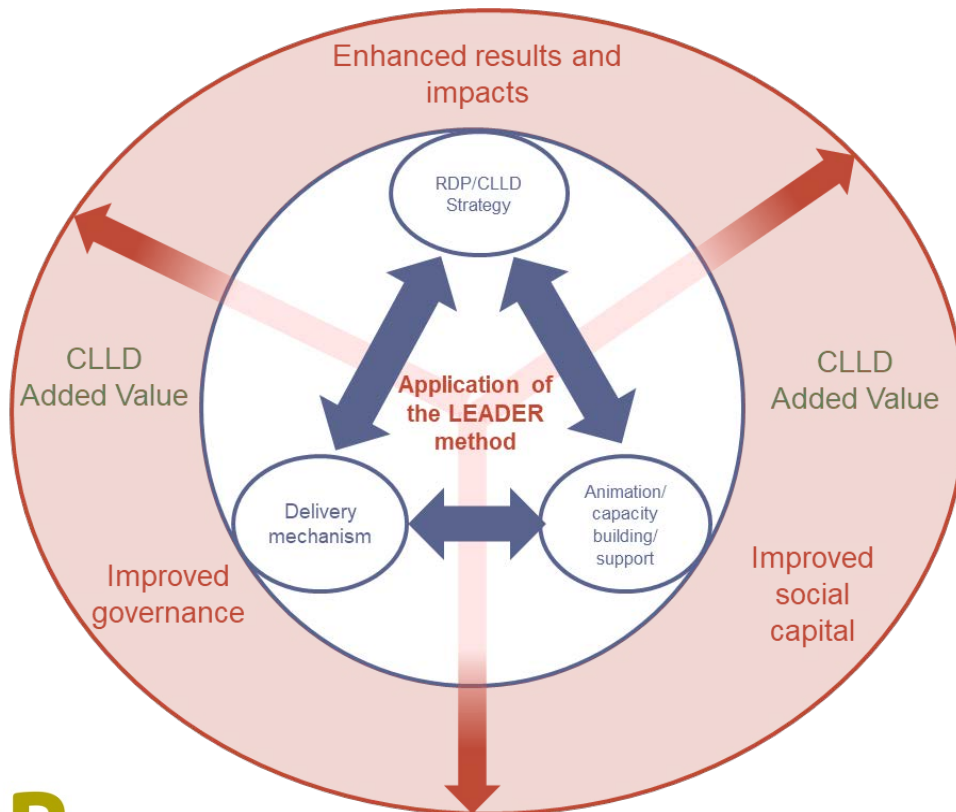 Enhanced results and
impacts
RDP/CLLD
Strategy
CLLD
Added Value
CLLD
Added Value
Application of
the LEADER
method
Delivery
mechanism
Animation/
capacity
building/
support
Improved
governance
Improved
social
capital